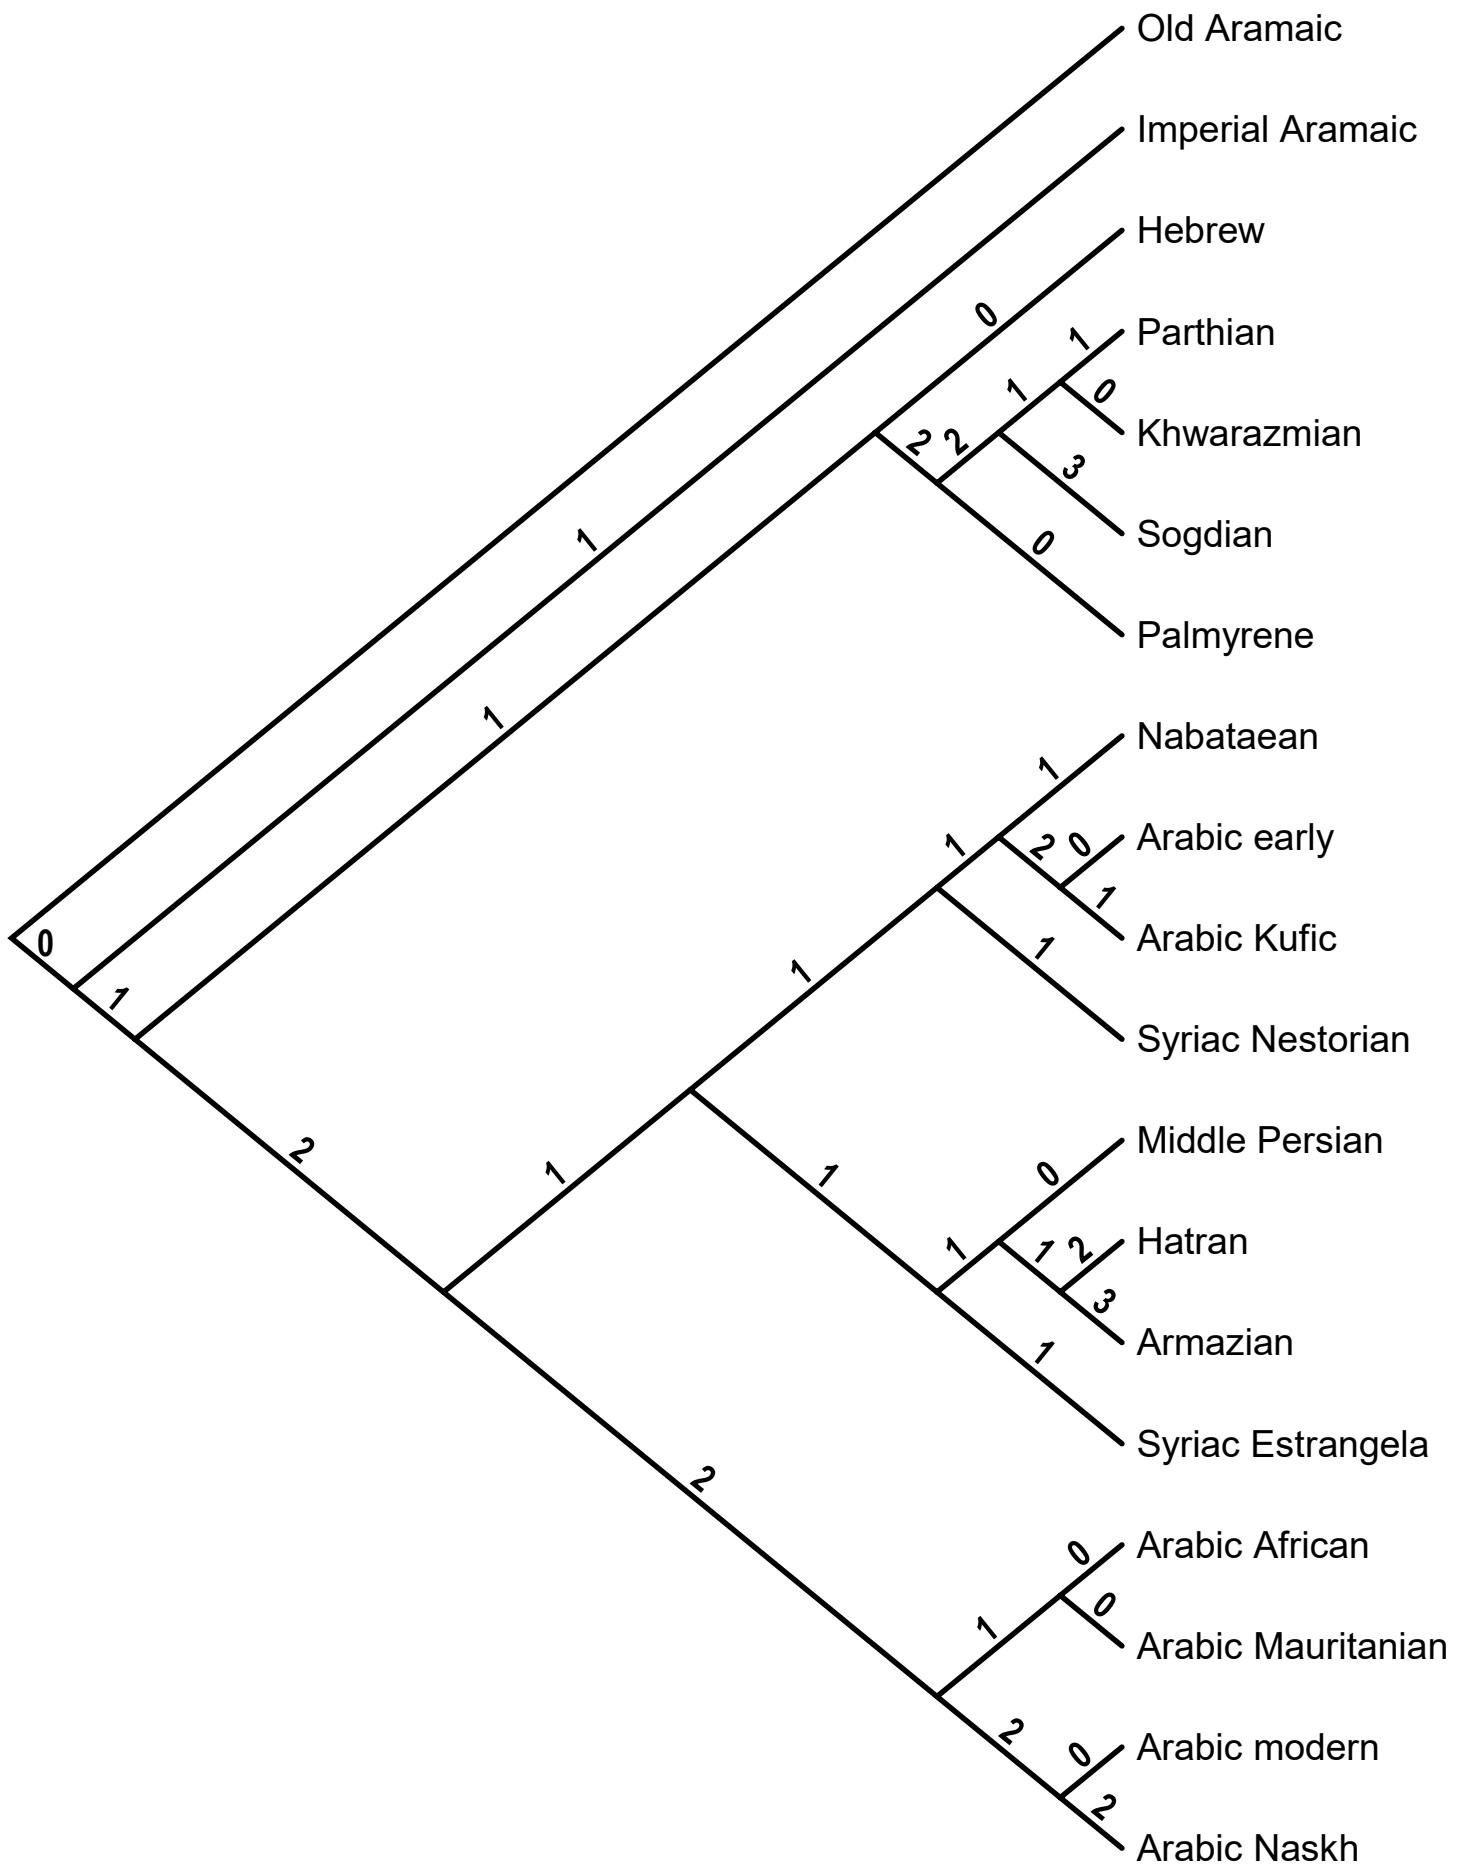 Old Aramaic
Imperial Aramaic
Hebrew
0
Parthian
1
1
0
Khwarazmian
2 2
3
Sogdian
1
0
Palmyrene
1
Nabataean
1
1
2 0
Arabic early
1
Arabic Kufic
0
1
1
1
Syriac Nestorian
2
1
1
0
Middle Persian
1
1 2
Hatran
3
Armazian
1
Syriac Estrangela
2
0
Arabic African
0
1
Arabic Mauritanian
2
0
Arabic modern
2
Arabic Naskh